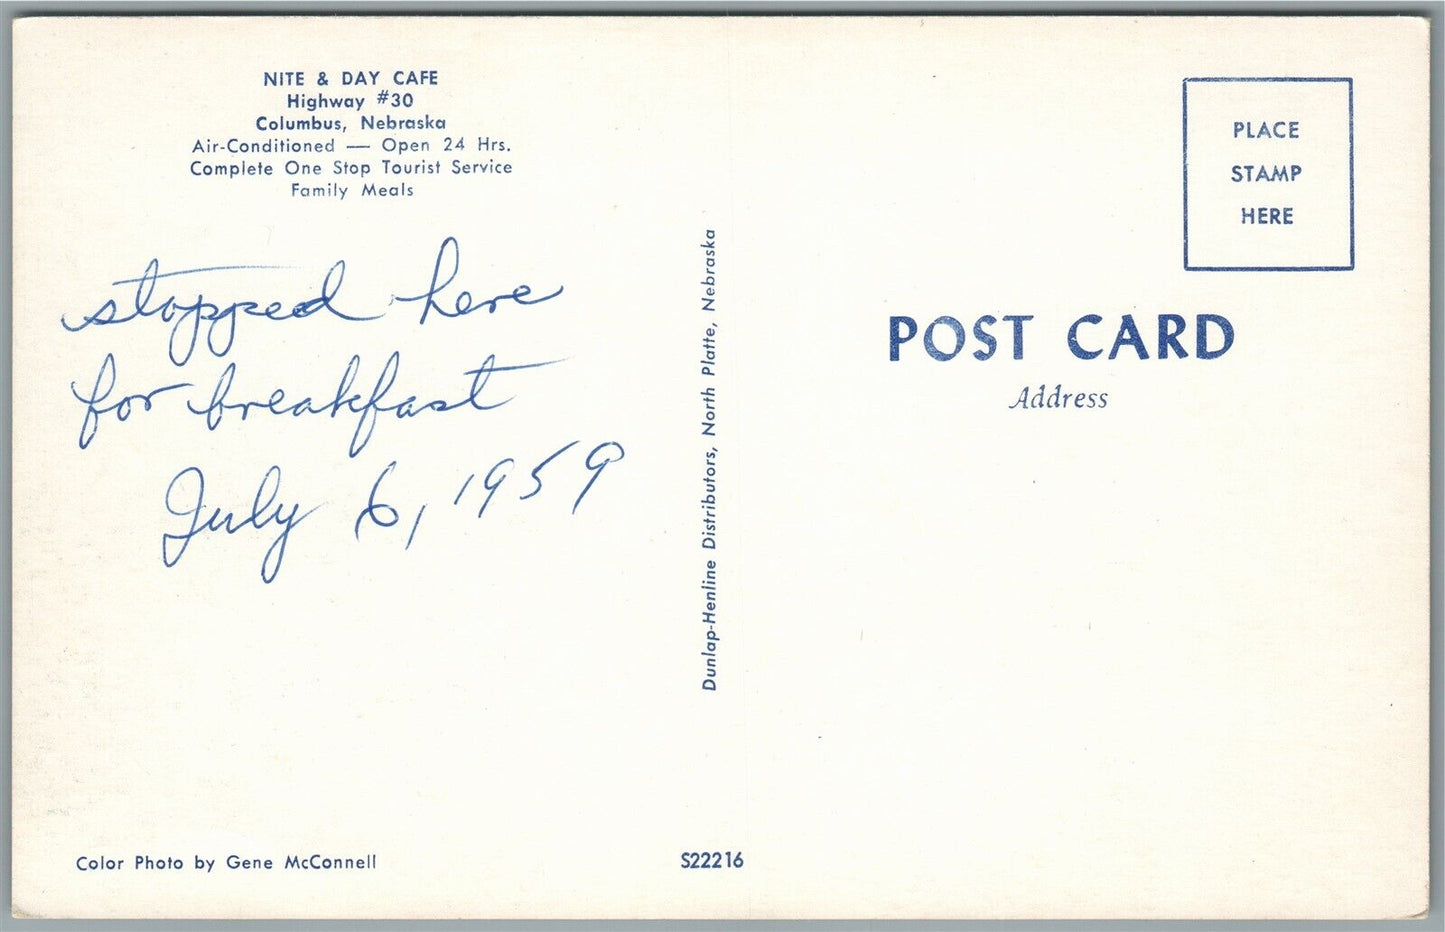 NITE & DAY CAFE
Highway #30
Columbus, Nebraska
Air-Conditioned — Open 24 Hrs.
Complete One Stop Tourist Service
Family Meals
stopped here
for breakfast
July 6, 1959
Color Photo by Gene McConnell
Dunlap-Henline Distributors, North Platte, Nebraska
S22216
PLACE
STAMP
HERE
POST CARD
Address